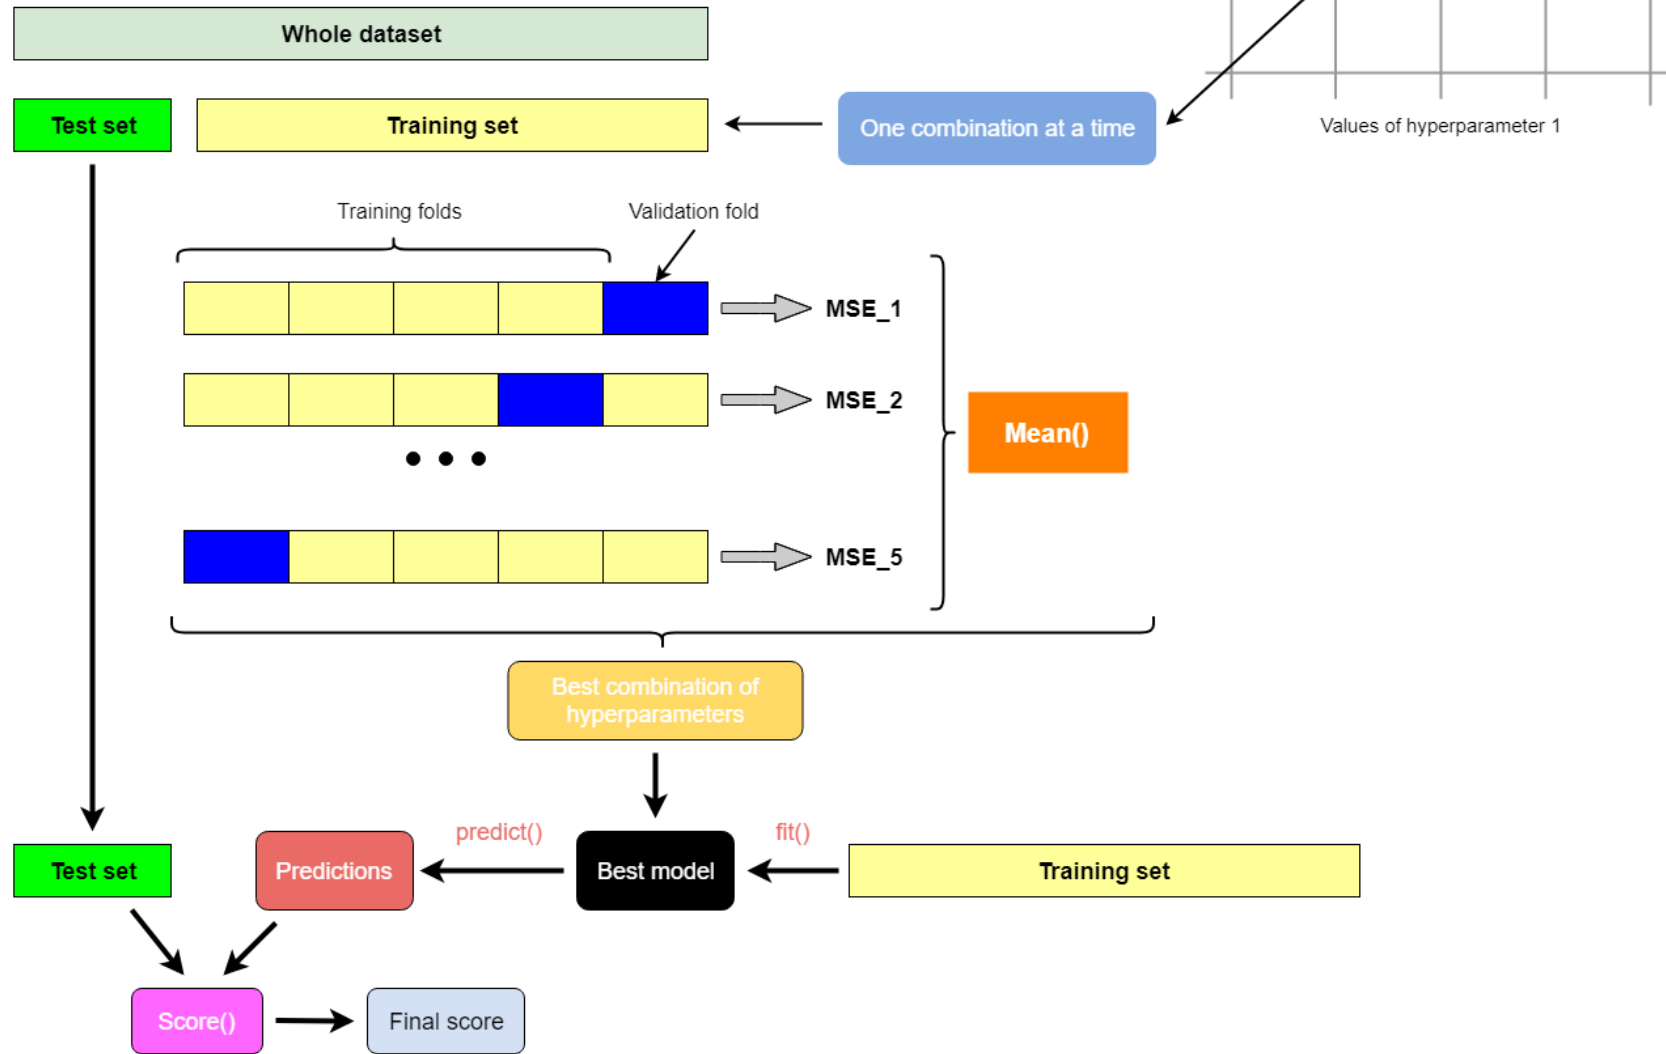 Whole dataset
Test set
Training set
One combination at a time
Values of hyperparameter 1
Training folds
Validation fold
MSE_1
MSE_2
Mean()
MSE_5
Best combination of
hyperparameters
predict()
fit()
Test set
Predictions
Best model
Training set
Score()
Final score